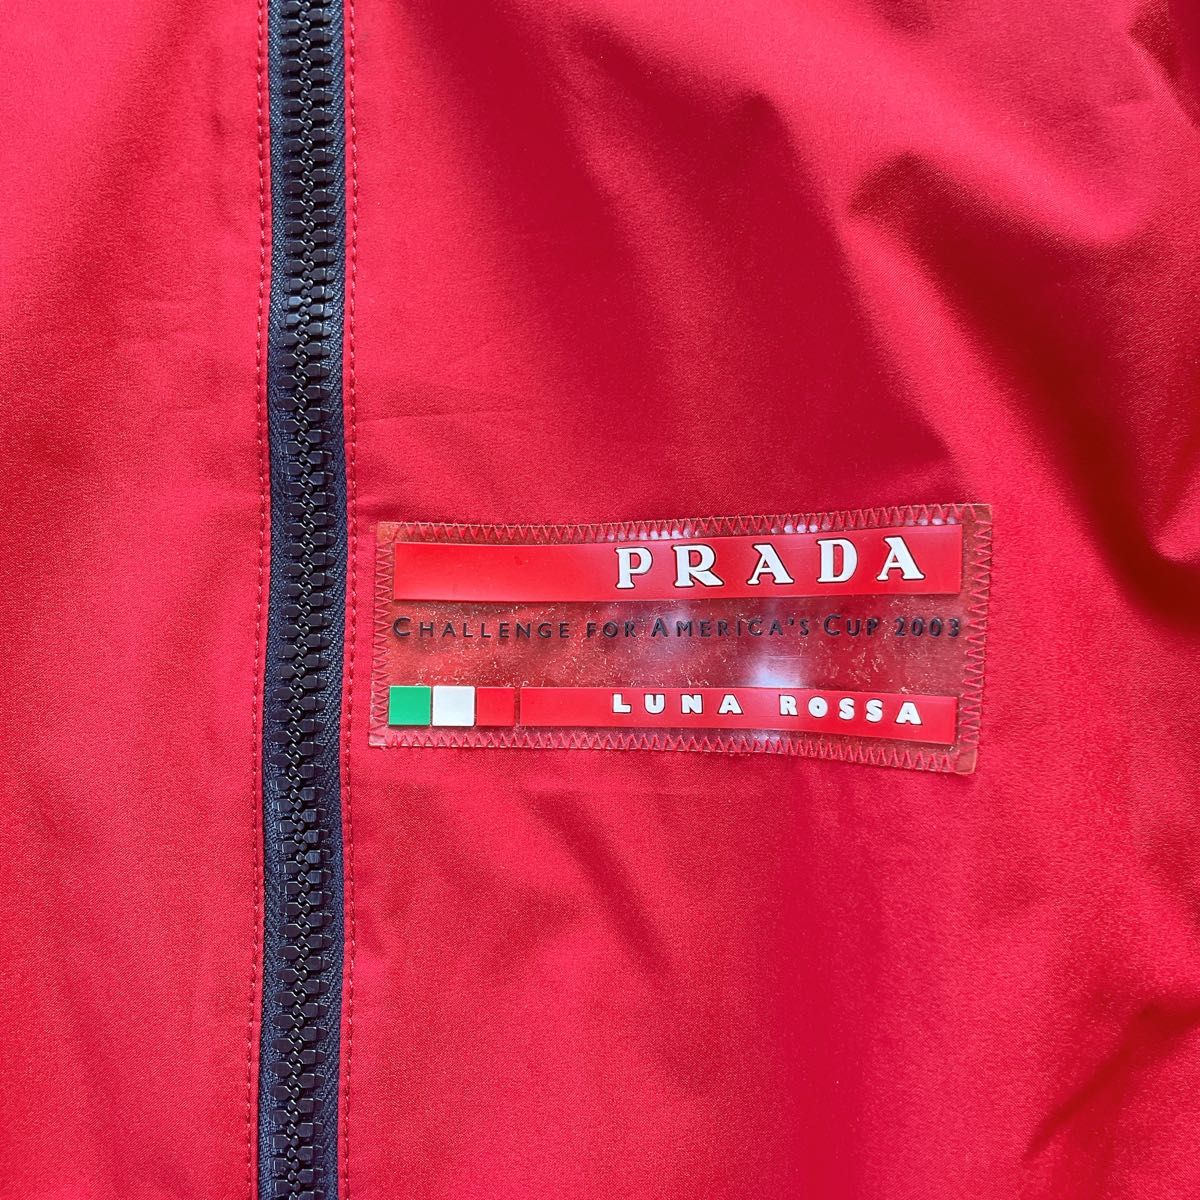 PRADA
CHALLENGE FOR AMERICA'S CUP 2003
LUNA ROSSA